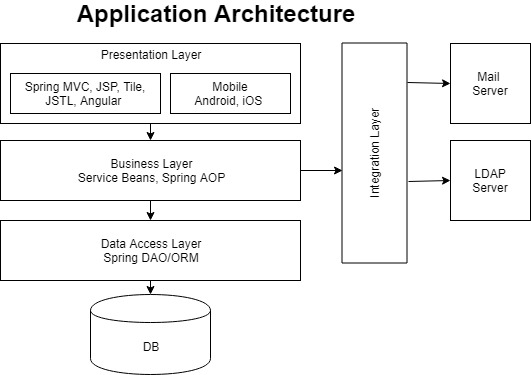 Application Architecture
Presentation Layer
Spring MVC, JSP, Tile,
JSTL, Angular
Mobile
Android, iOS
Business Layer
Service Beans, Spring AOP
Data Access Layer
Spring DAO/ORM
DB
Integration Layer
Mail
Server
LDAP
Server